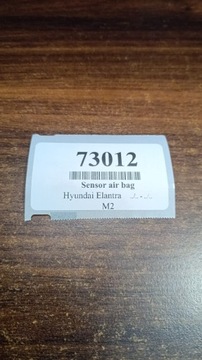 73012
Sensor air bag
Hyundai Elantra
M2